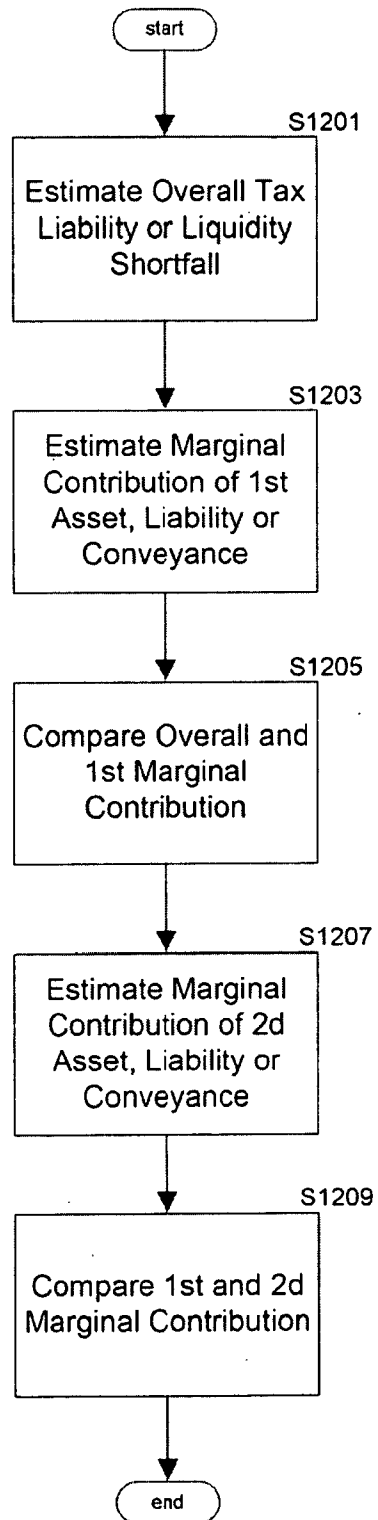 start
S1201
Estimate Overall Tax
Liability or Liquidity
Shortfall
S1203
Estimate Marginal
Contribution of 1st
Asset, Liability or
Conveyance
S1205
Compare Overall and
1st Marginal
Contribution
S1207
Estimate Marginal
Contribution of 2d
Asset, Liability or
Conveyance
S1209
Compare 1st and 2d
Marginal Contribution
end